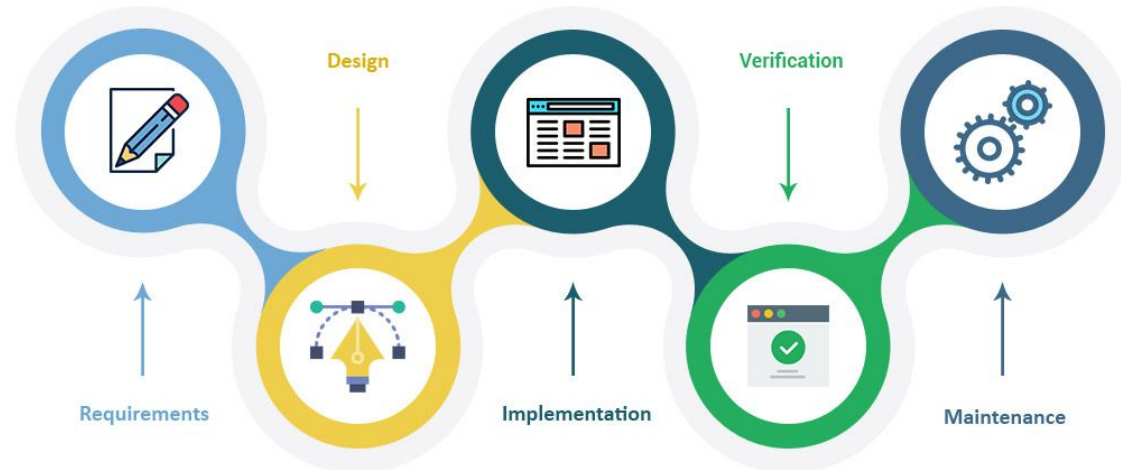 Design
Verification
Requirements
Implementation
Maintenance